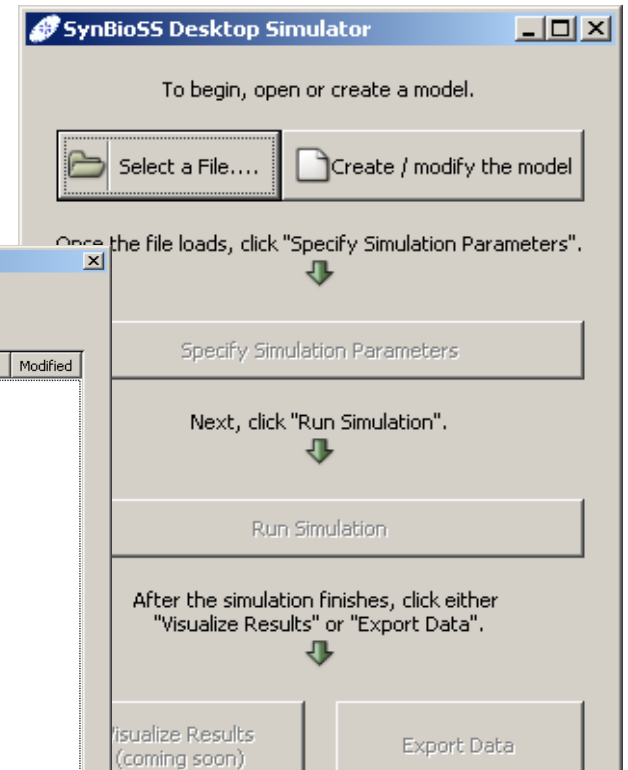 SynBioSS Desktop Simulator
To begin, open or create a model.
Select a File....
Create / modify the model
Once the file loads, click "Specify Simulation Parameters".
Modified
Specify Simulation Parameters
Next, click "Run Simulation".
Run Simulation
After the simulation finishes, click either
"Visualize Results" or "Export Data".
isualize Results
(coming soon)
Export Data